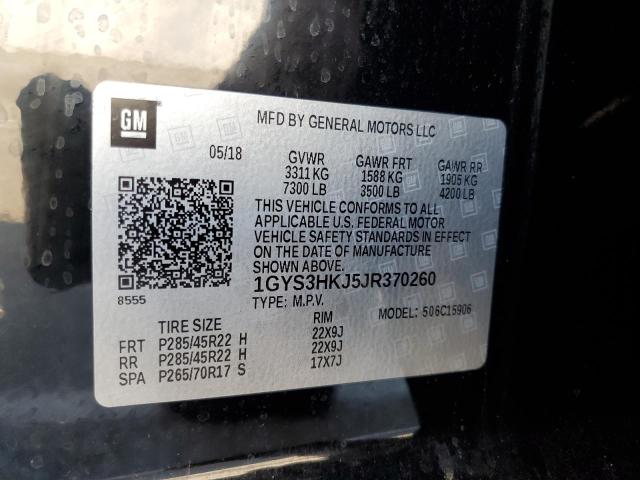 GM
MFD BY GENERAL MOTORS LLC
05/18 GVWR GAWR FRT GAWR RR
3311 KG 1588 KG 1905 KG
7300 LB 3500 LB 4200 LB
THIS VEHICLE CONFORMS TO ALL
APPLICABLE U.S. FEDERAL MOTOR
VEHICLE SAFETY STANDARDS IN EFFECT
ON THE DATE OF MANUFACTURE
SHOWN ABOVE.
1GYS3HKJ5JR370260
8555 TYPE: M.P.V. MODEL: 506C15906
TIRE SIZE RIM
FRT P285/45R22 H 22X9J
RR P285/45R22 H 22X9J
SPA P265/70R17 S 17X7J